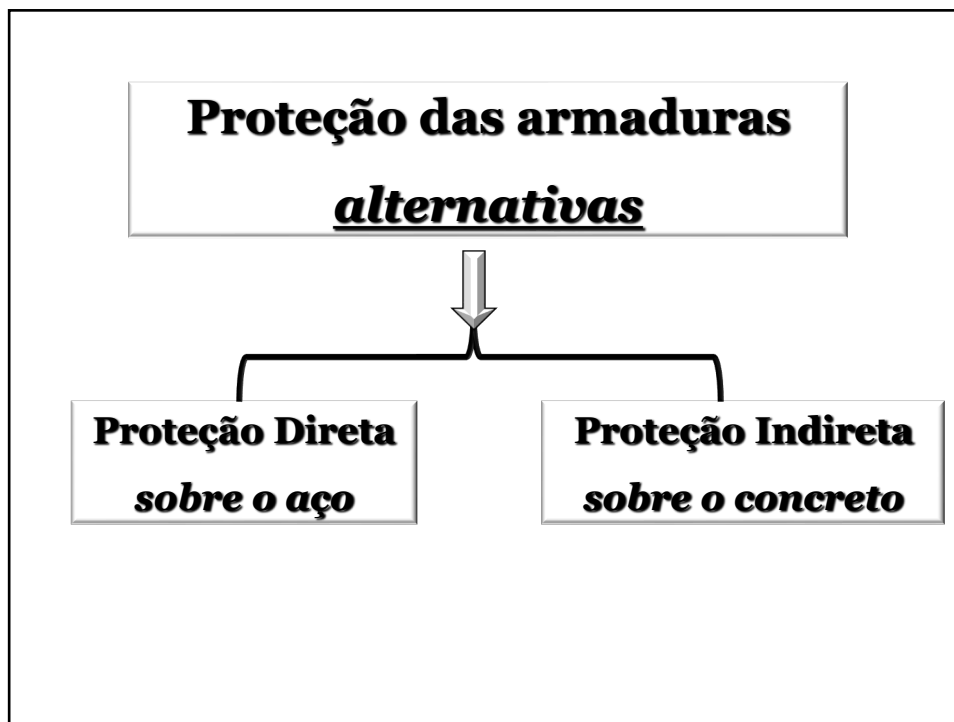 Proteção das armaduras
alternativas
Proteção Direta
sobre o aço
Proteção Indireta
sobre o concreto